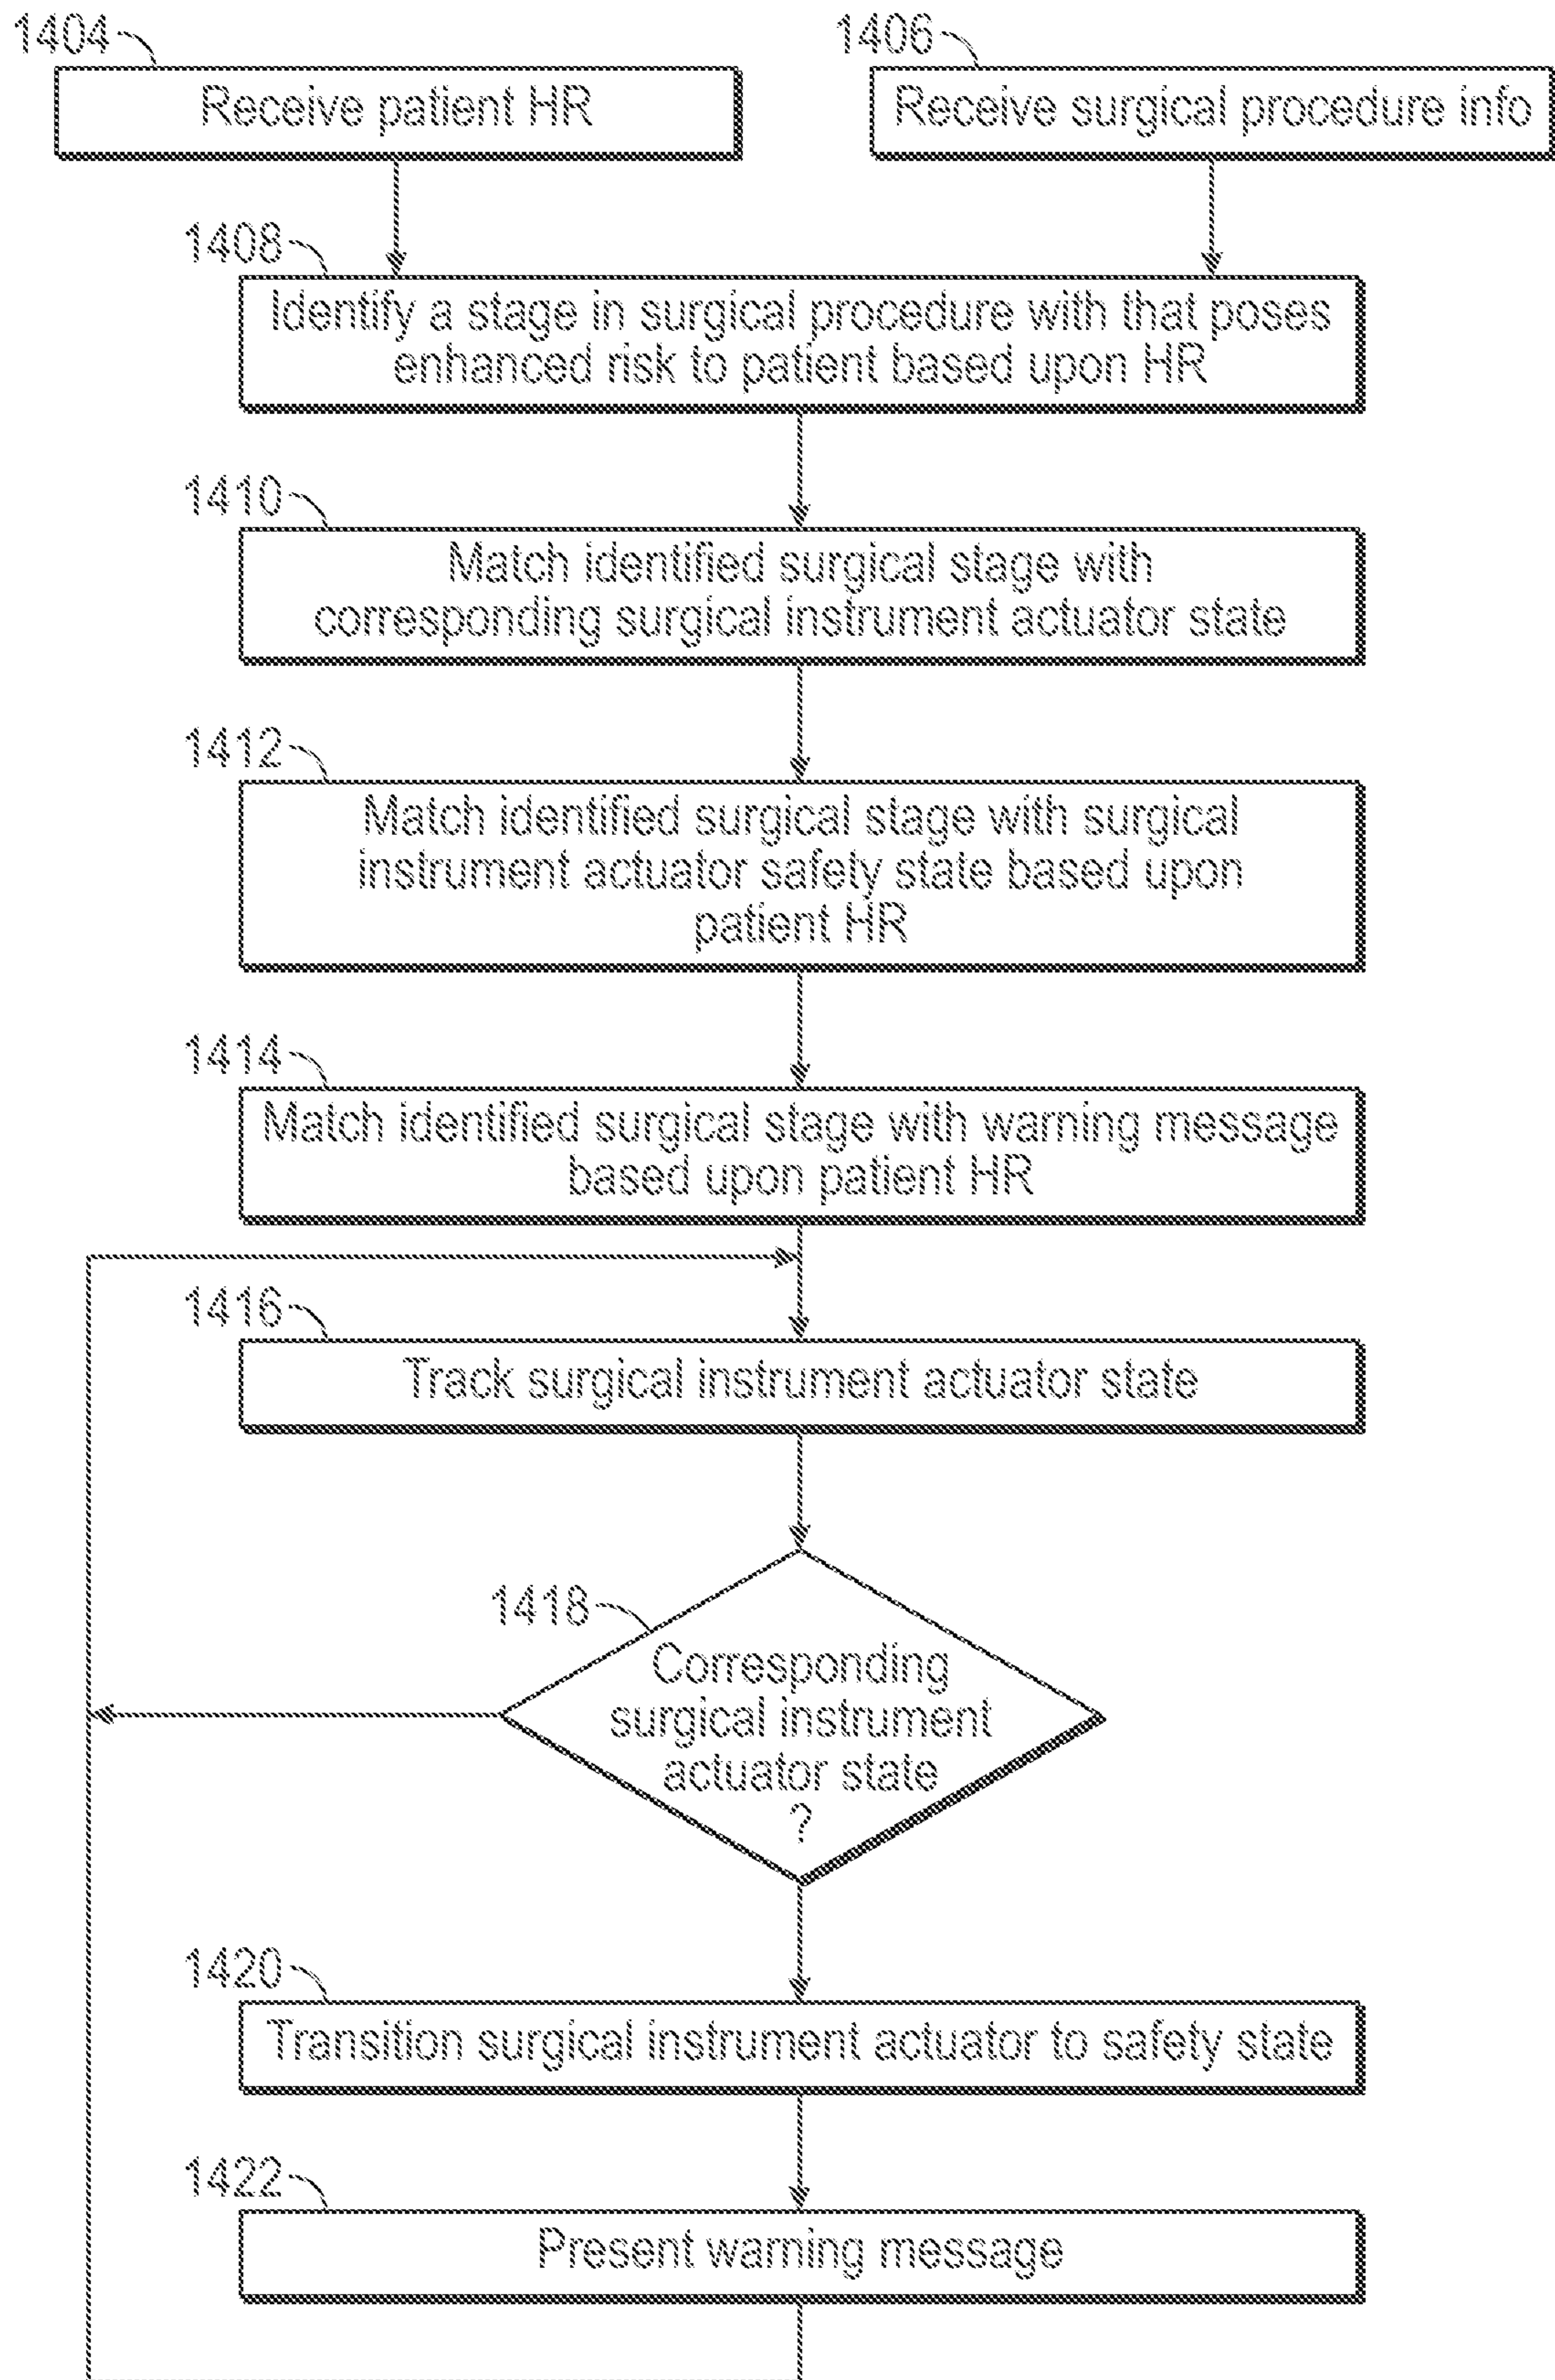 1404
Receive patient HR
1406
Receive surgical procedure info
1408
Identify a stage in surgical procedure with that poses
enhanced risk to patient based upon HR
1410
Match identified surgical stage with
corresponding surgical instrument actuator state
1412
Match identified surgical stage with surgical
instrument actuator safety state based upon
patient HR
1414
Match identified surgical stage with warning message
based upon patient HR
1416
Track surgical instrument actuator state
1418
Corresponding
surgical instrument
actuator state
?
1420
Transition surgical instrument actuator to safety state
1422
Present warning message